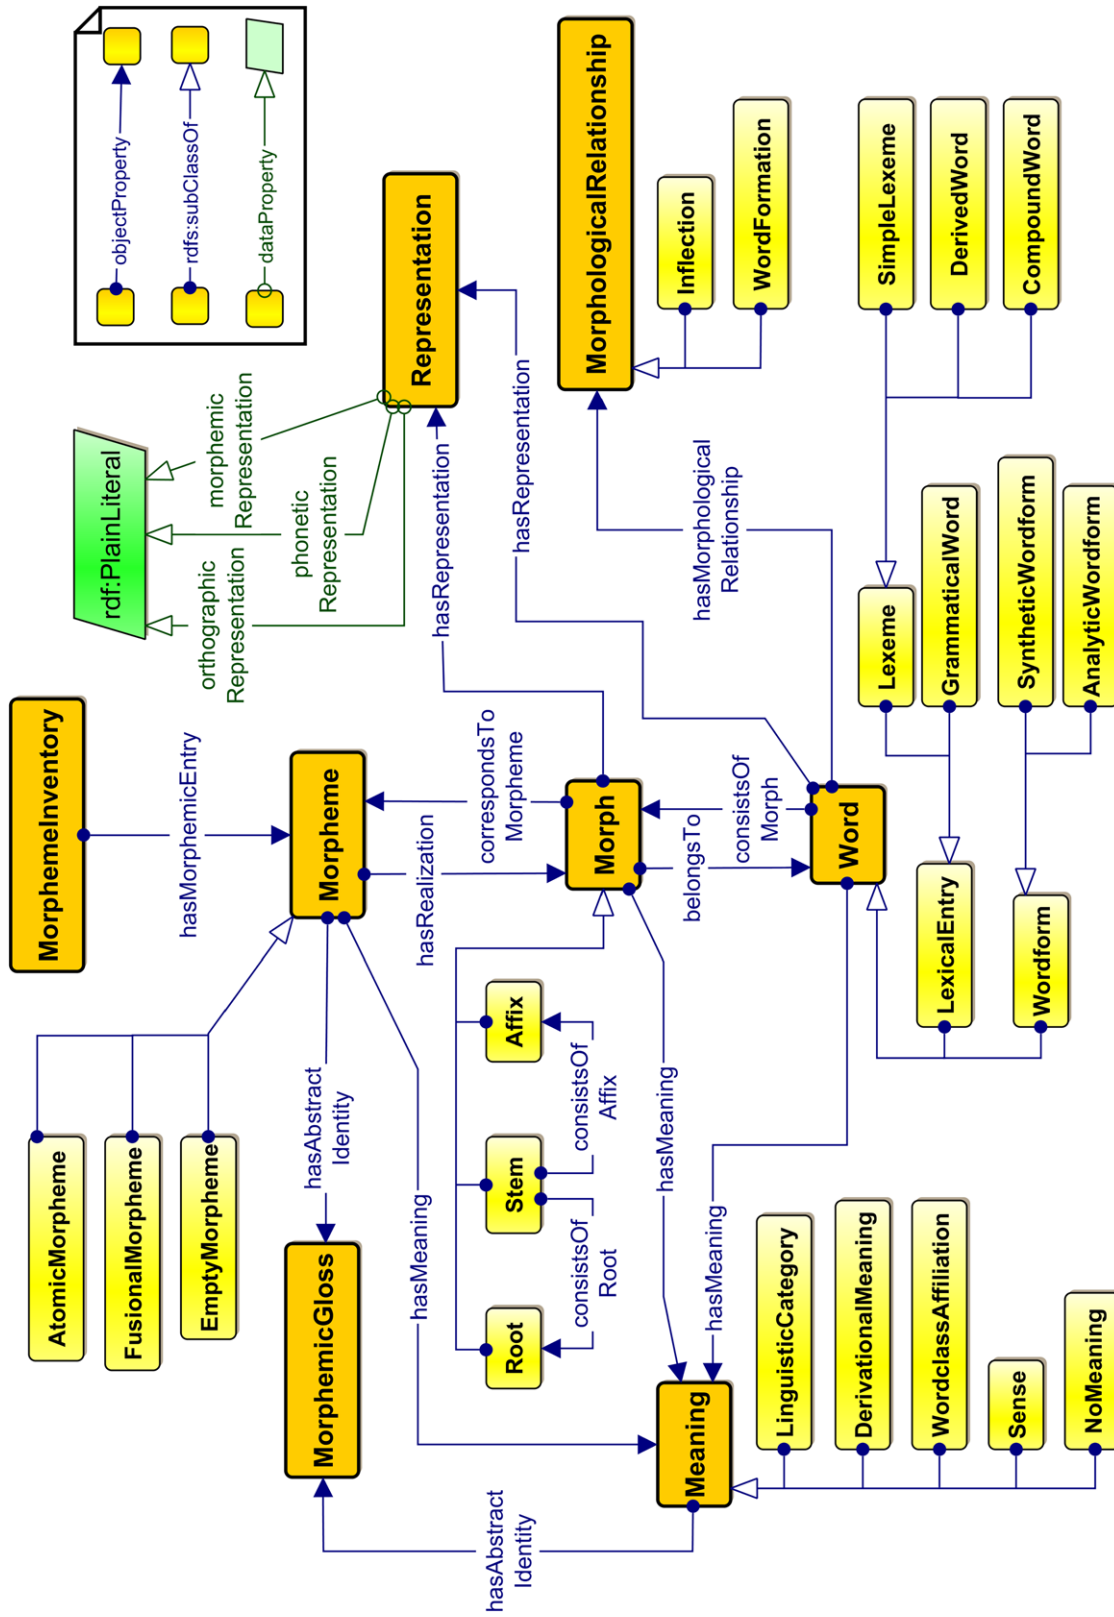 MorphemeInventory
hasMorphemicEntry
AtomicMorpheme
FusionalMorpheme
EmptyMorpheme
Morpheme
orthographic
Representation
phonetic
Representation
morphemic
Representation
rdf:PlainLiteral
objectProperty
rdfs:subClassOf
dataProperty
MorphemicGloss
hasAbstract
Identity
hasMeaning
hasRealization
correspondsTo
Morpheme
hasRepresentation
Representation
hasAbstract
Identity
Root
Stem
Affix
consistsOf
Root
consistsOf
Affix
Morph
hasRepresentation
Meaning
hasMeaning
hasMeaning
belongsTo
consistsOf
Morph
Word
hasMorphological
Relationship
MorphologicalRelationship
Inflection
WordFormation
LinguisticCategory
DerivationalMeaning
WordclassAffiliation
Sense
NoMeaning
LexicalEntry
Wordform
Lexeme
GrammaticalWord
SyntheticWordform
AnalyticWordform
SimpleLexeme
DerivedWord
CompoundWord